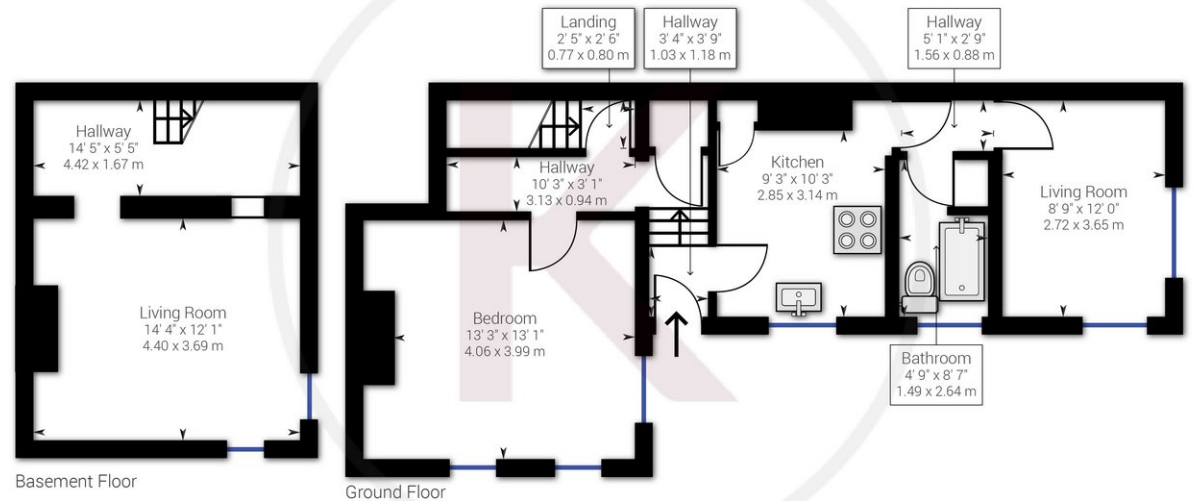 Landing
2' 5" x 2' 6"
0.77 x 0.80 m
Hallway
3' 4" x 3' 9"
1.03 x 1.18 m
Hallway
5' 1" x 2' 9"
1.56 x 0.88 m
Hallway
14' 5" x 5' 5"
4.42 x 1.67 m
Hallway
10' 3" x 3' 1"
3.13 x 0.94 m
Kitchen
9' 3" x 10' 3"
2.85 x 3.14 m
Living Room
8' 9" x 12' 0"
2.72 x 3.65 m
Living Room
14' 4" x 12' 1"
4.40 x 3.69 m
Bedroom
13' 3" x 13' 1"
4.06 x 3.99 m
Bathroom
4' 9" x 8' 7"
1.49 x 2.64 m
Basement Floor
Ground Floor
K